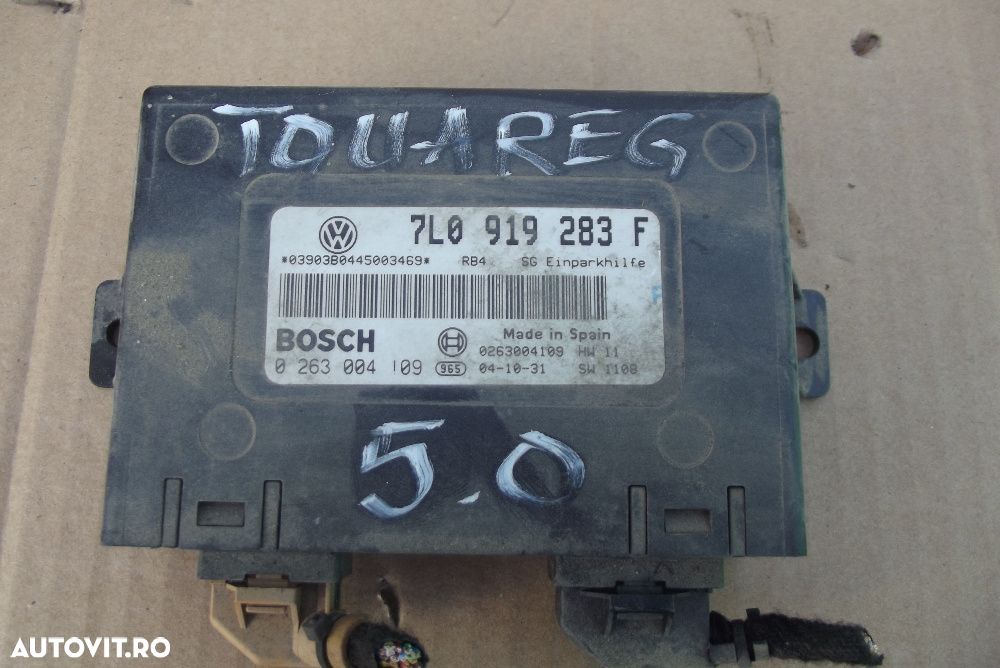 TOUAREG
7L0 919 283 F
*03903B0445003469* RB4 SG Einparkhilfe
BOSCH Made in Spain
0263004109 HW 11
0 263 004 109 965 04-10-31 SW 1108
5.0
AUTOVIT.RO